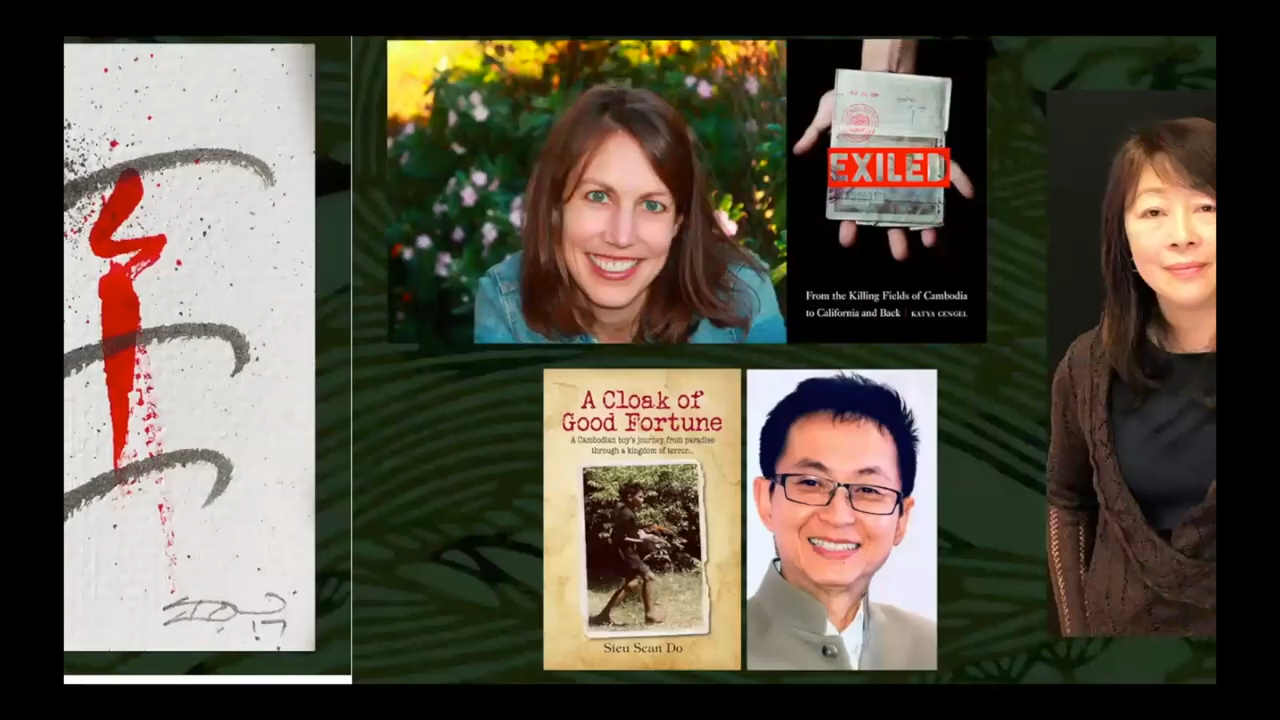 EXILED
From the Killing Fields of Cambodia
to California and Back | KATYA CENGEL
A Cloak of
Good Fortune
A Cambodian boy's journey from paradise
through a kingdom of terror...
Sieu Sean Do